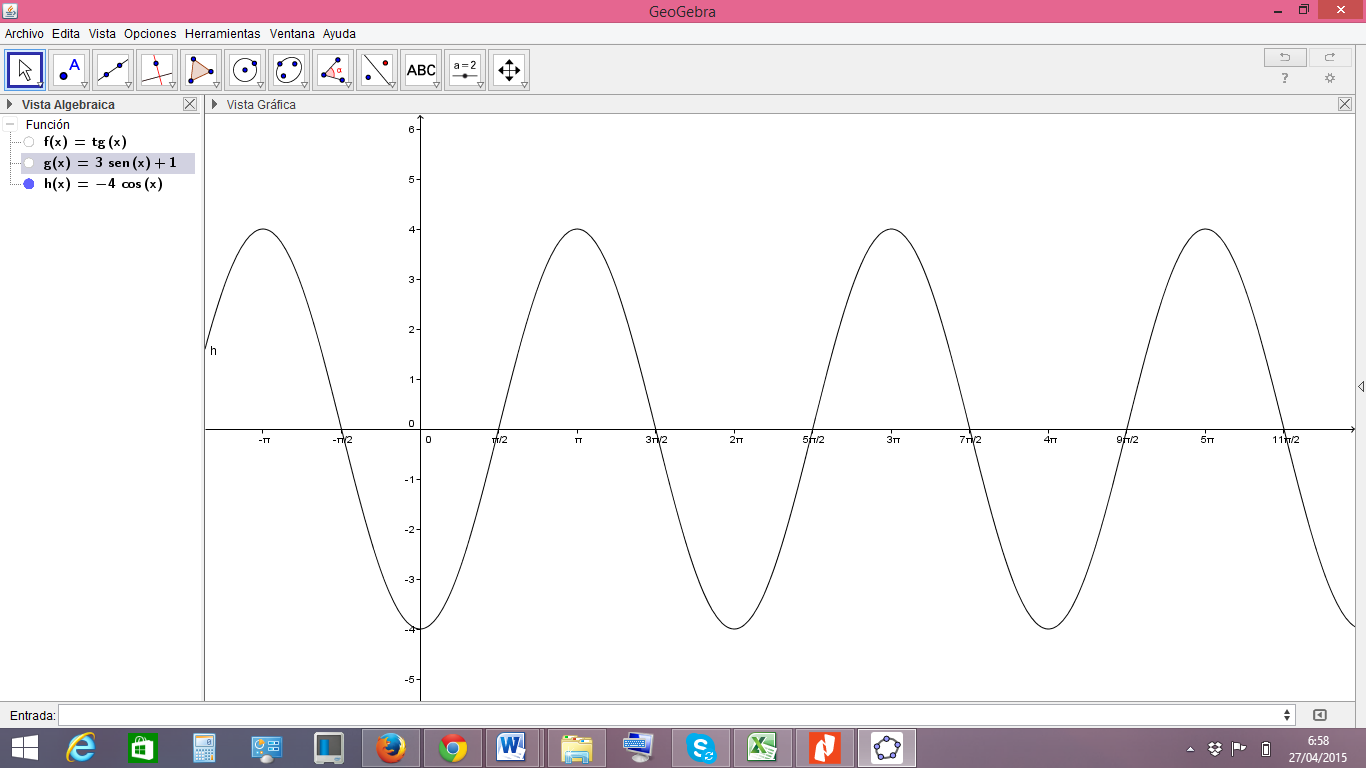 GeoGebra
Archivo Edita Vista Opciones Herramientas Ventana Ayuda
A
α
ABC
a = 2
?
Vista Algebraica
Vista Gráfica
Función
f(x) = tg (x)
g(x) = 3 sen (x) + 1
h(x) = −4 cos (x)
6
5
4
3
2
1
0
-1
-2
-3
-4
-5
h
-π -π/2 0 π/2 π 3π/2 2π 5π/2 3π 7π/2 4π 9π/2 5π 11π/2
Entrada:
6:58
27/04/2015